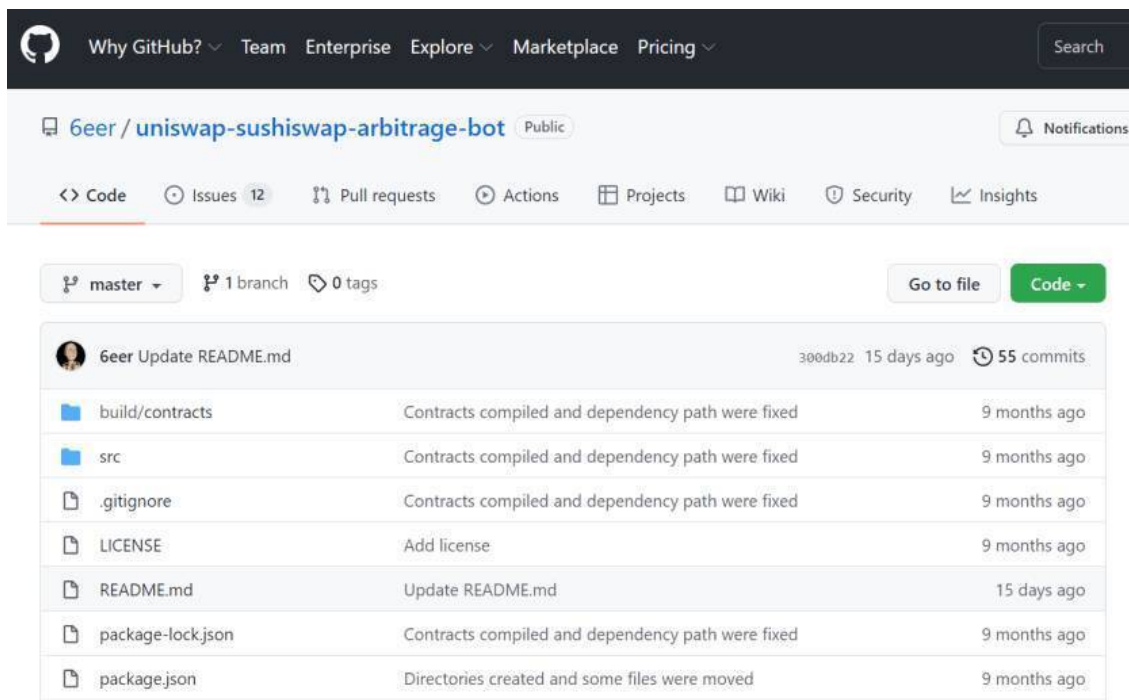 Why GitHub? Team Enterprise Explore Marketplace Pricing Search
6eer / uniswap-sushiswap-arbitrage-bot Public Notifications
<> Code Issues 12 Pull requests Actions Projects Wiki Security Insights
master 1 branch 0 tags Go to file Code
6eer Update README.md 300db22 15 days ago 55 commits
build/contracts Contracts compiled and dependency path were fixed 9 months ago
src Contracts compiled and dependency path were fixed 9 months ago
.gitignore Contracts compiled and dependency path were fixed 9 months ago
LICENSE Add license 9 months ago
README.md Update README.md 15 days ago
package-lock.json Contracts compiled and dependency path were fixed 9 months ago
package.json Directories created and some files were moved 9 months ago